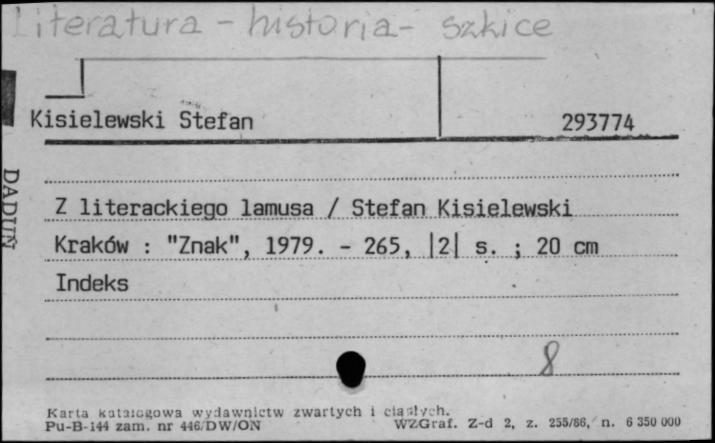 Literatura - historia - szkice
Kisielewski Stefan 293774
DADUŃ
Z literackiego lamusa / Stefan Kisielewski
Kraków : "Znak", 1979. - 265, |2| s. ; 20 cm
Indeks
8
Karta katalogowa wydawnictw zwartych i ciągłych.
Pu-B-144 zam. nr 446/DW/ON WZGraf. Z-d 2, z. 255/86, n. 6 350 000